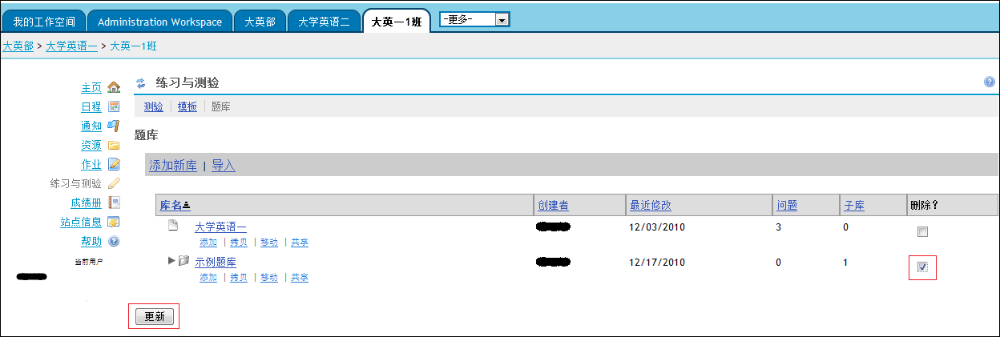 我的工作空间 Administration Workspace 大英部 大学英语二 大英一1班 -更多-
大英部 > 大学英语一 > 大英一1班
主页
日程
通知
资源
作业
练习与测验
成绩册
站点信息
帮助
当前用户
练习与测验
测验 | 模板 | 题库
题库
添加新库 | 导入
库名 创建者 最近修改 问题 子库 删除?
大学英语一 12/03/2010 3 0
添加 | 拷贝 | 移动 | 共享
示例题库 12/17/2010 0 1
添加 | 拷贝 | 移动 | 共享
更新